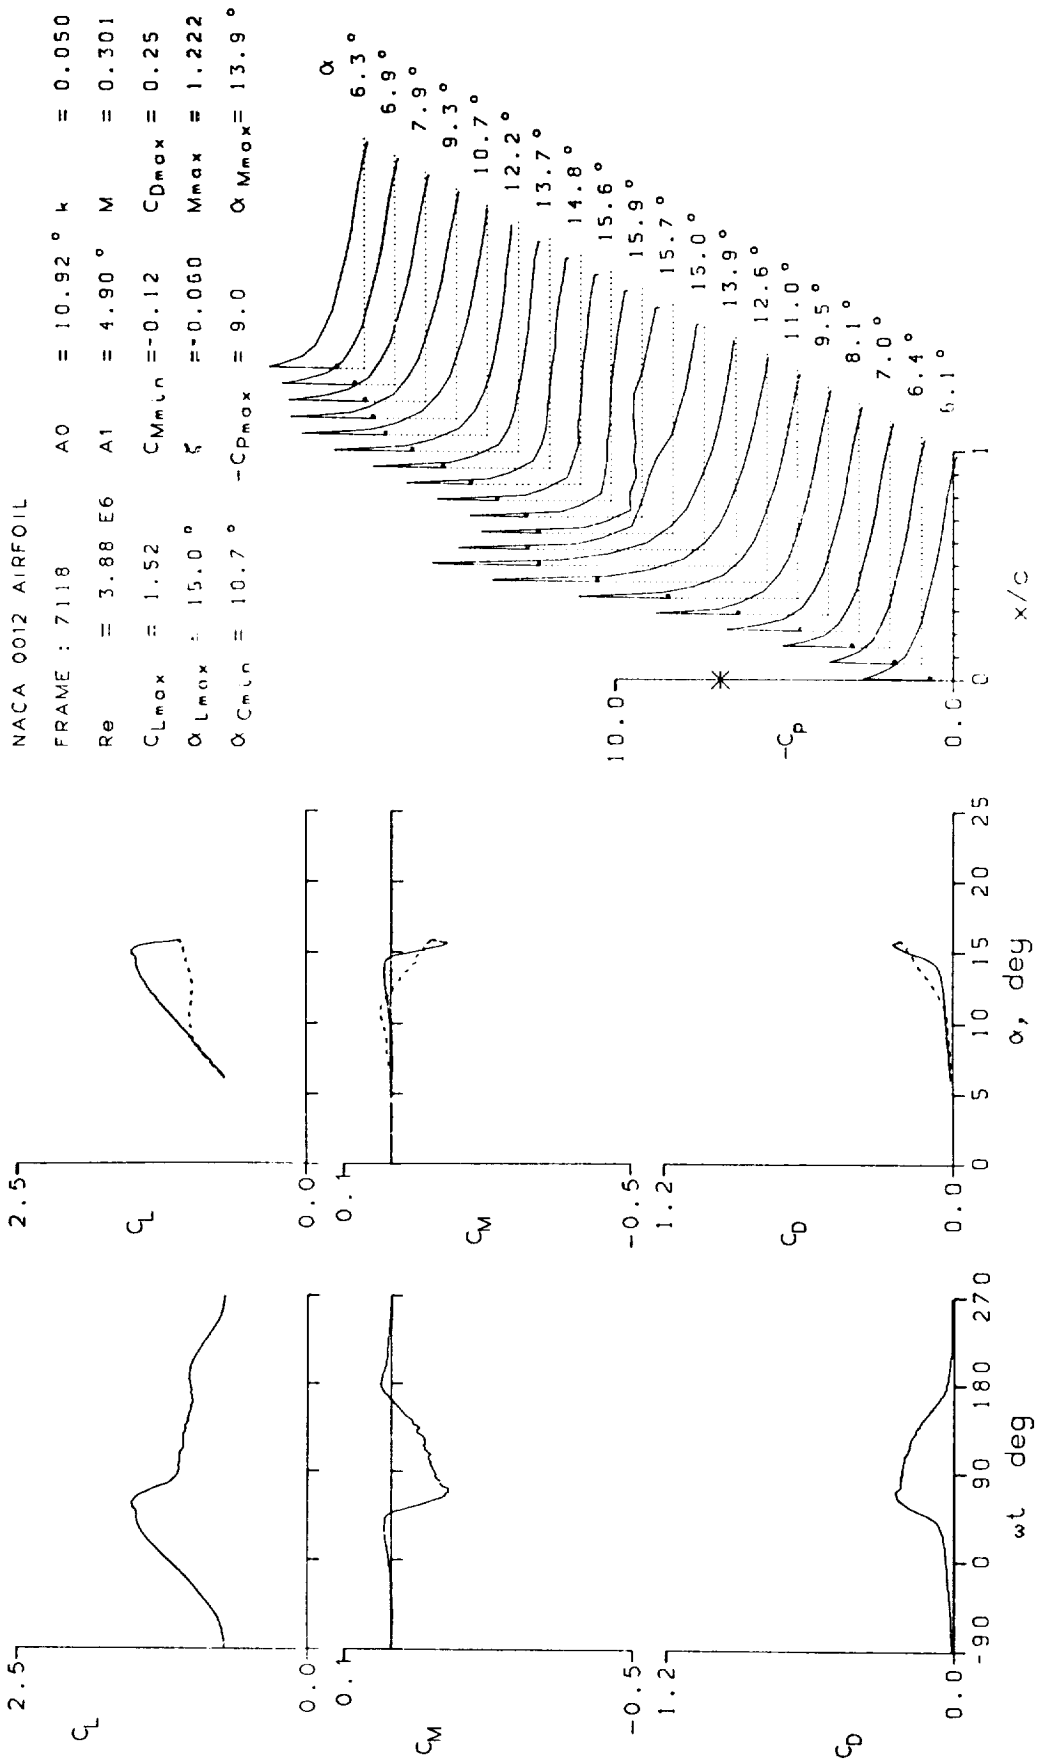 NACA 0012 AIRFOIL
FRAME : 7118 A0 = 10.92° k = 0.050
Re = 3.88 E6 A1 = 4.90° M = 0.301
CLmax = 1.52 CMmin =-0.12 CDmax = 0.25
αLmax = 15.0° ζ =-0.060 Mmax = 1.222
αCmin = 10.7° -CPmax = 9.0 αMmax = 13.9°
2.5
CL
0.0
0.1
CM
-0.5
1.2
CD
0.0
-90 0 90 180 270
ωt deg
2.5
CL
0.0
0.1
CM
-0.5
1.2
CD
0.0
0 5 10 15 20 25
α, deg
α
6.3°
6.9°
7.9°
9.3°
10.7°
12.2°
13.7°
14.8°
15.6°
15.9°
15.7°
15.0°
13.9°
12.6°
11.0°
9.5°
8.1°
7.0°
6.4°
6.1°
10.0
-CP
0.0
0 1
x/c